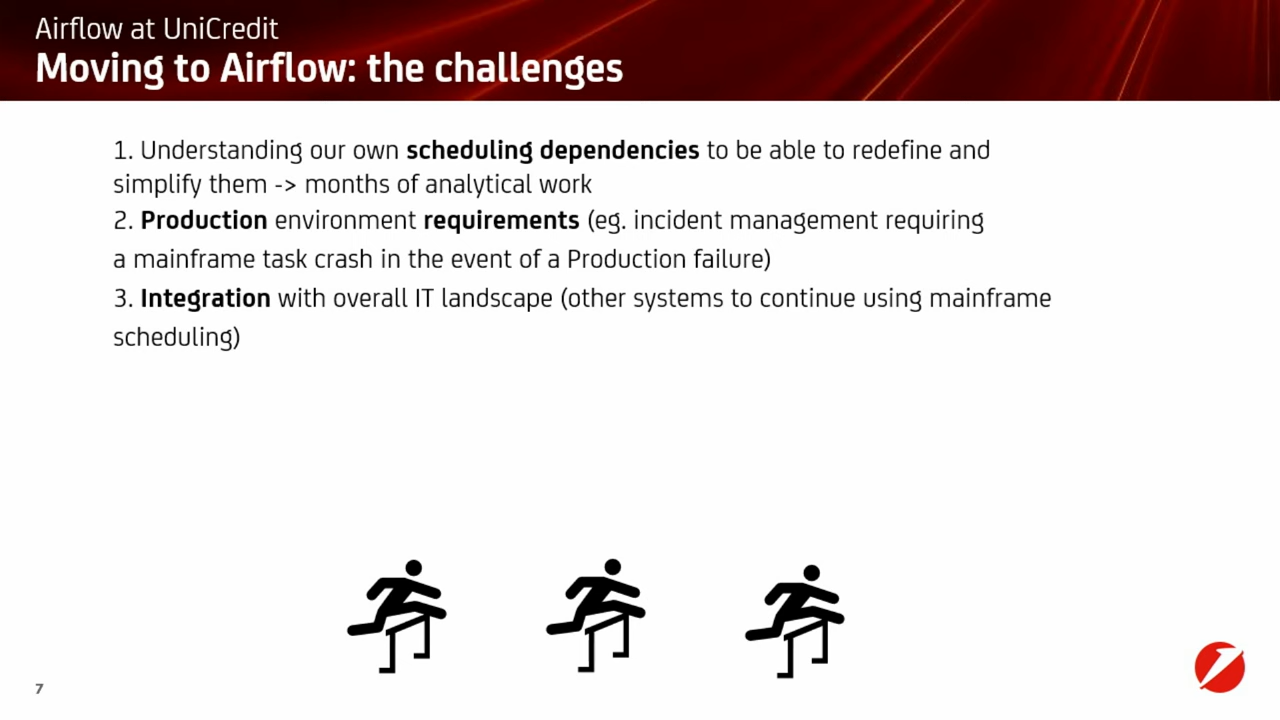 Airflow at UniCredit
Moving to Airflow: the challenges
1. Understanding our own scheduling dependencies to be able to redefine and
simplify them -> months of analytical work
2. Production environment requirements (eg. incident management requiring
a mainframe task crash in the event of a Production failure)
3. Integration with overall IT landscape (other systems to continue using mainframe
scheduling)
7